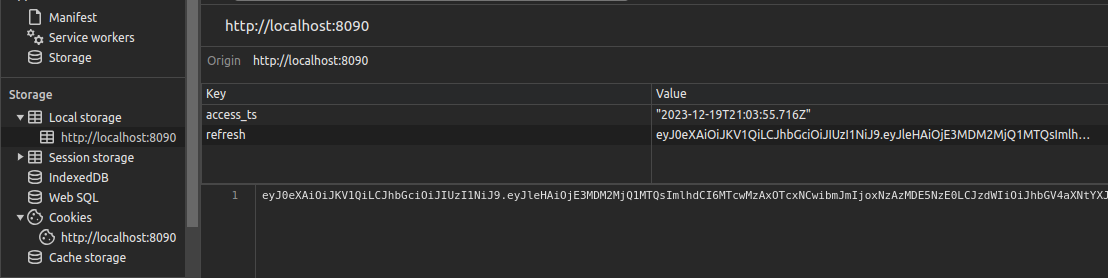 Manifest
Service workers
Storage
Storage
Local storage
http://localhost:8090
Session storage
IndexedDB
Web SQL
Cookies
http://localhost:8090
Cache storage
http://localhost:8090
Origin http://localhost:8090
Key Value
access_ts "2023-12-19T21:03:55.716Z"
refresh eyJ0eXAiOiJKV1QiLCJhbGciOiJIUzI1NiJ9.eyJleHAiOjE3MDM2MjQ1MTQsImlh...
1 eyJ0eXAiOiJKV1QiLCJhbGciOiJIUzI1NiJ9.eyJleHAiOjE3MDM2MjQ1MTQsImlhdCI6MTcwMzAxOTcxNCwibmJmIjoxNzAzMDE5NzE0LCJzdWIiOiJhbGV4aXNtYXJ